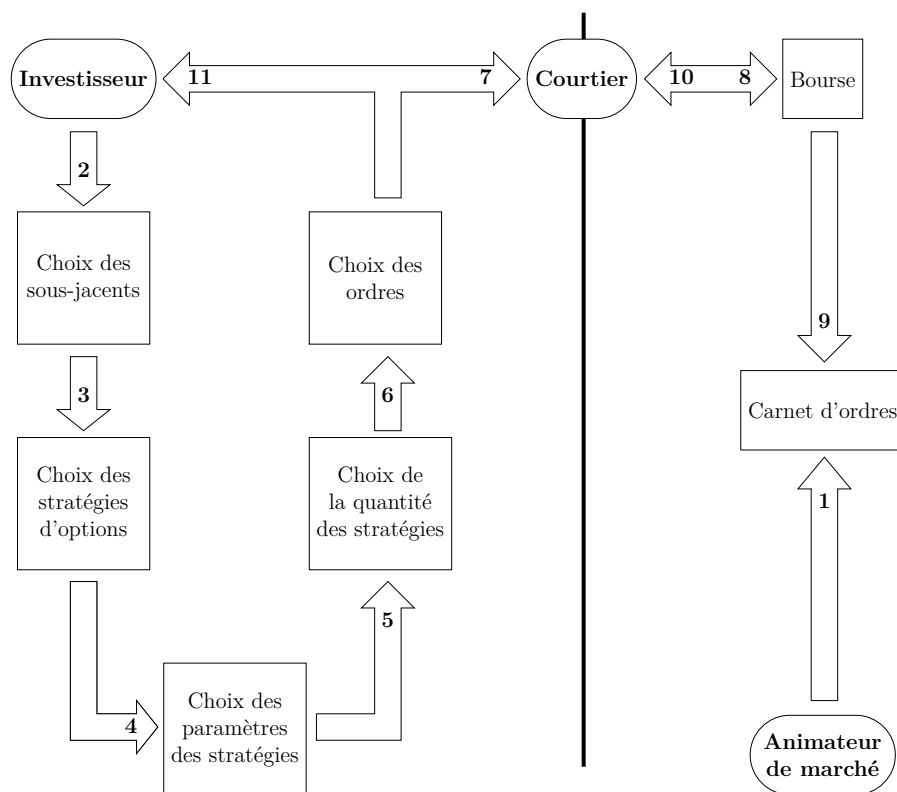 Investisseur
11
7
Courtier
10
8
Bourse
2
Choix des
sous-jacents
Choix des
ordres
9
3
6
Carnet d'ordres
Choix des
stratégies
d'options
Choix de
la quantité
des stratégies
1
5
4
Choix des
paramètres
des stratégies
Animateur
de marché